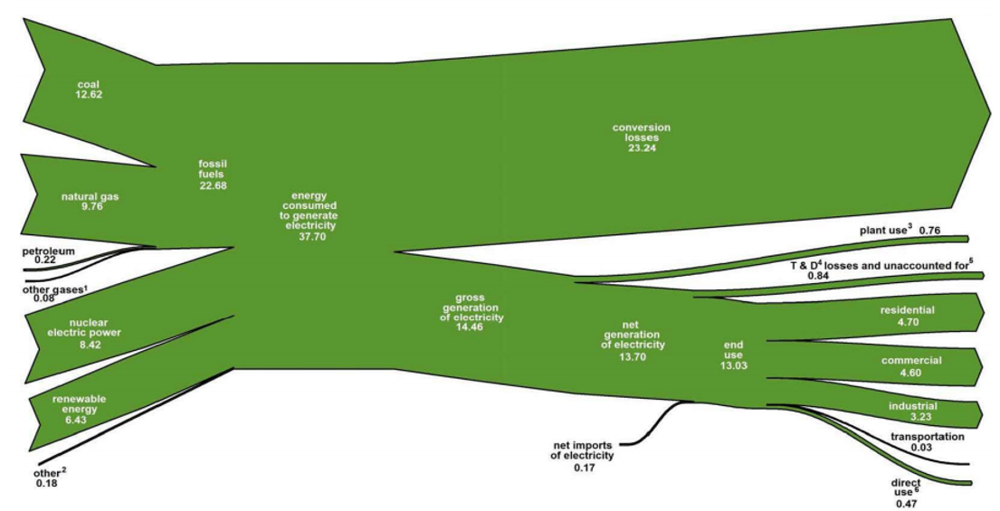 coal
12.62
natural gas
9.76
petroleum
0.22
other gases1
0.08
nuclear
electric power
8.42
renewable
energy
6.43
other2
0.18
fossil
fuels
22.68
energy
consumed
to generate
electricity
37.70
conversion
losses
23.24
gross
generation
of electricity
14.46
plant use3 0.76
T & D4 losses and unaccounted for5
0.84
net
generation
of electricity
13.70
net imports
of electricity
0.17
end
use
13.03
residential
4.70
commercial
4.60
industrial
3.23
transportation
0.03
direct
use6
0.47